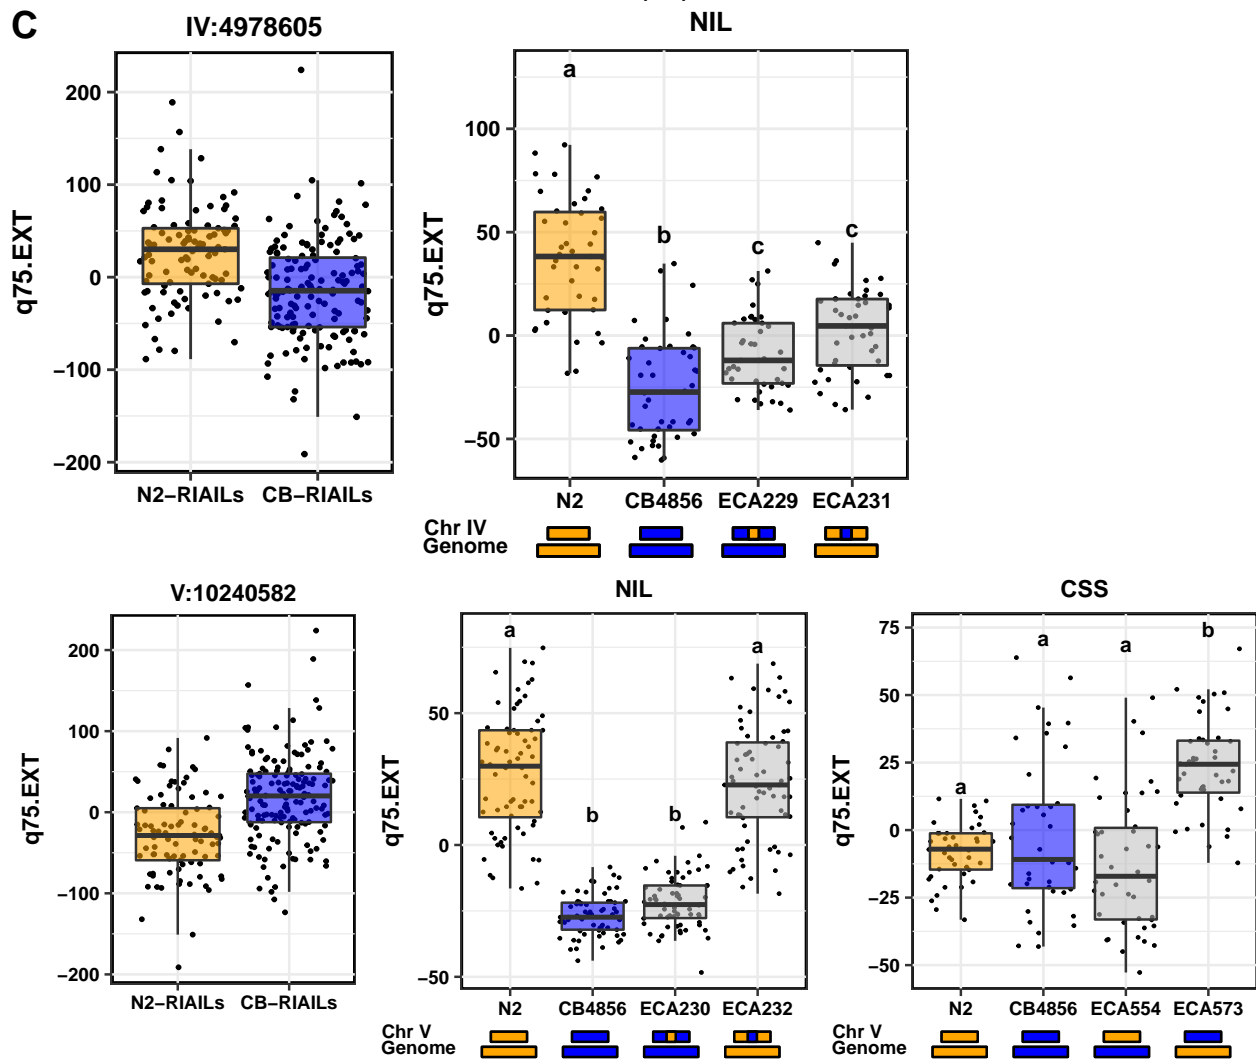 C
IV:4978605
NIL
q75.EXT
200
100
0
−100
−200
N2−RIAILs CB−RIAILs
q75.EXT
100
50
0
−50
a
b
c
c
N2 CB4856 ECA229 ECA231
Chr IV
Genome
V:10240582
NIL
CSS
q75.EXT
200
100
0
−100
−200
N2−RIAILs CB−RIAILs
q75.EXT
50
0
−50
a
b
b
a
N2 CB4856 ECA230 ECA232
Chr V
Genome
q75.EXT
75
50
25
0
−25
−50
a
a
a
b
N2 CB4856 ECA554 ECA573
Chr V
Genome